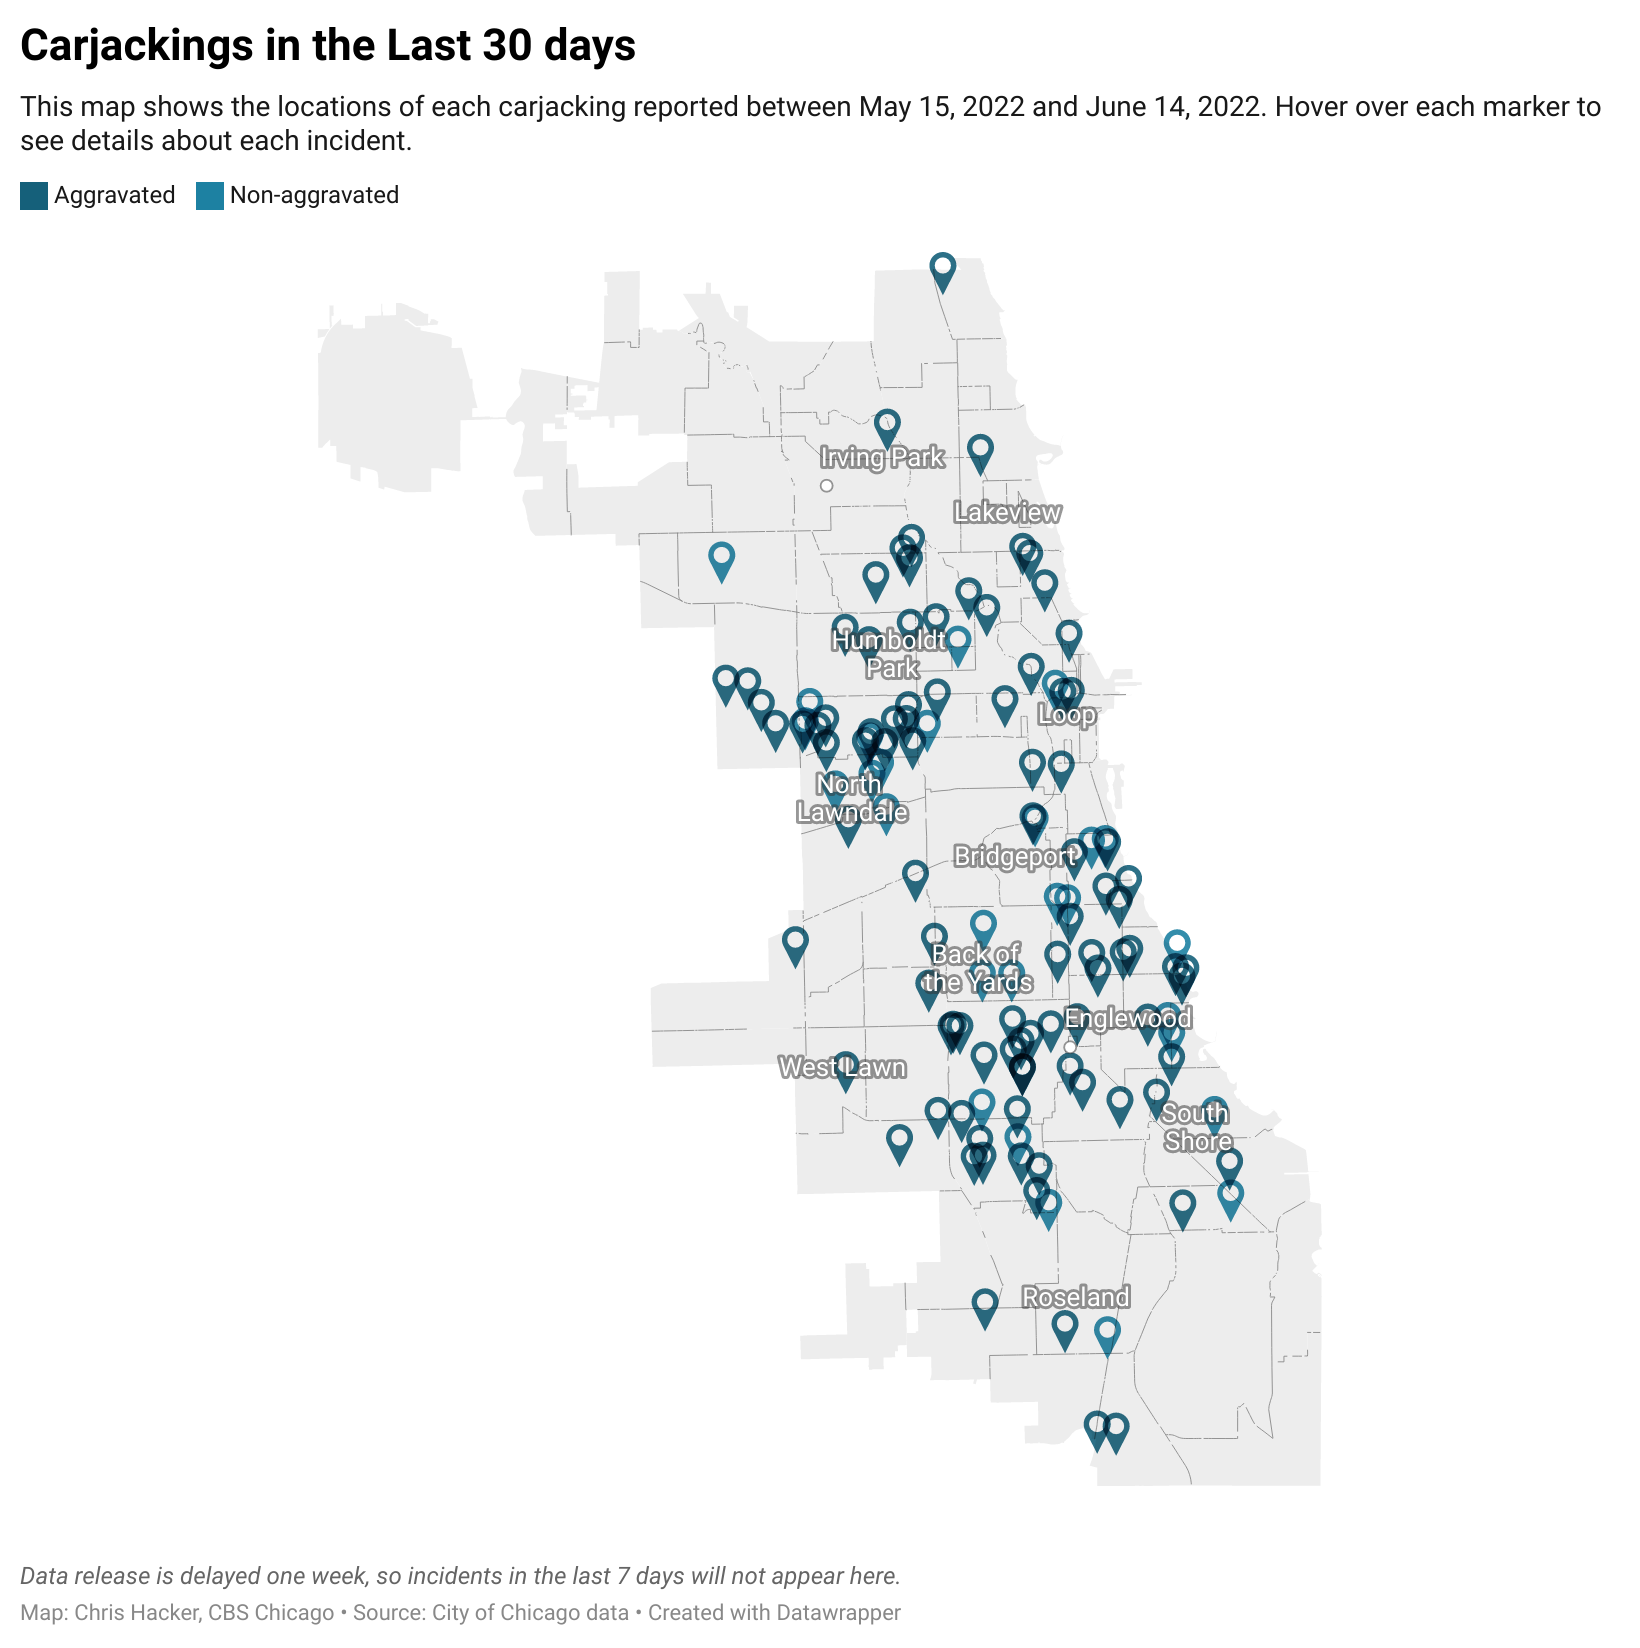 Carjackings in the Last 30 days
This map shows the locations of each carjacking reported between May 15, 2022 and June 14, 2022. Hover over each marker to
see details about each incident.
Aggravated Non-aggravated
Irving Park
Lakeview
Humboldt
Park
Loop
North
Lawndale
Bridgeport
Back of
the Yards
Englewood
West Lawn
South
Shore
Roseland
Data release is delayed one week, so incidents in the last 7 days will not appear here.
Map: Chris Hacker, CBS Chicago • Source: City of Chicago data • Created with Datawrapper